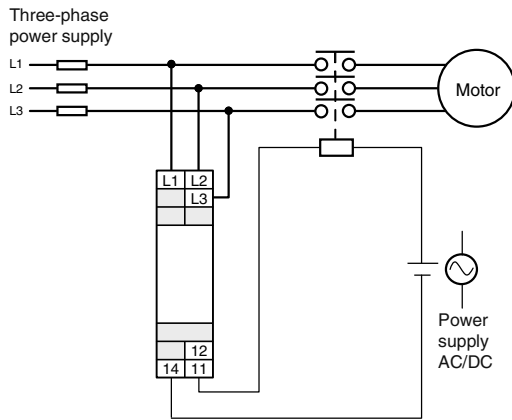 Three-phase
power supply
L1
L2
L3
Motor
L1 L2
L3
12
14 11
Power
supply
AC/DC